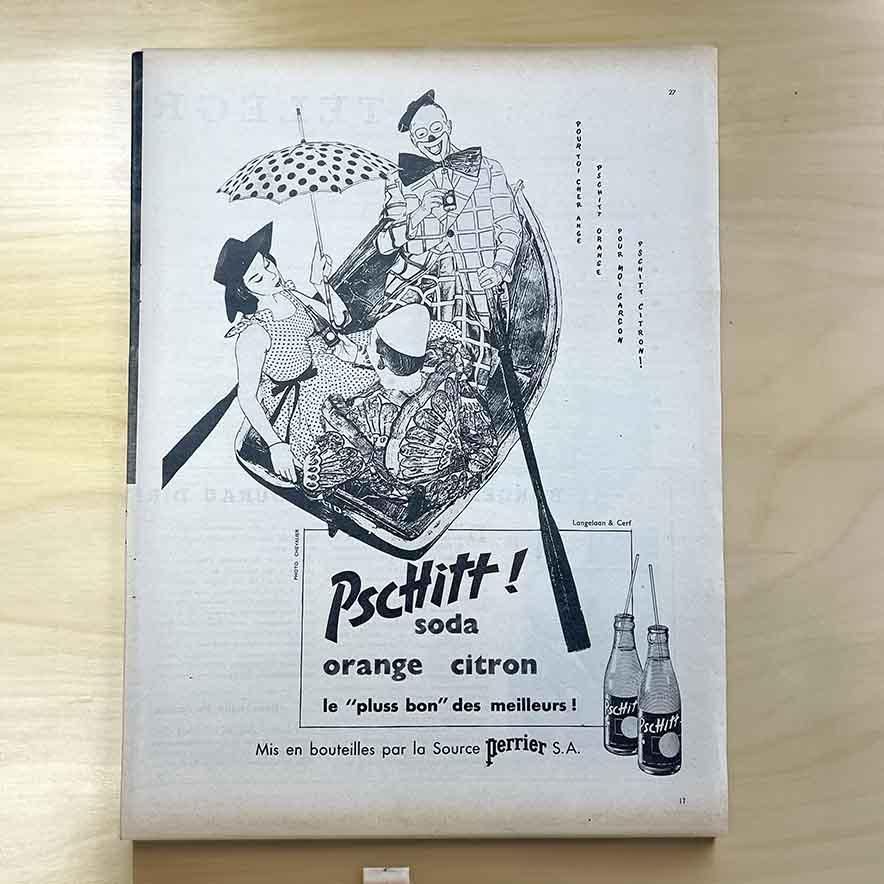 27
POUR TOI CHER ANGE
PSCHITT ORANGE
POUR MOI GARÇON
PSCHITT CITRON!
Langelaan & Cerf
PHOTO CHEVALIER
PscHitt!
soda
orange citron
le "pluss bon" des meilleurs!
PscHitt
PscHitt
Mis en bouteilles par la Source Perrier S.A.
17